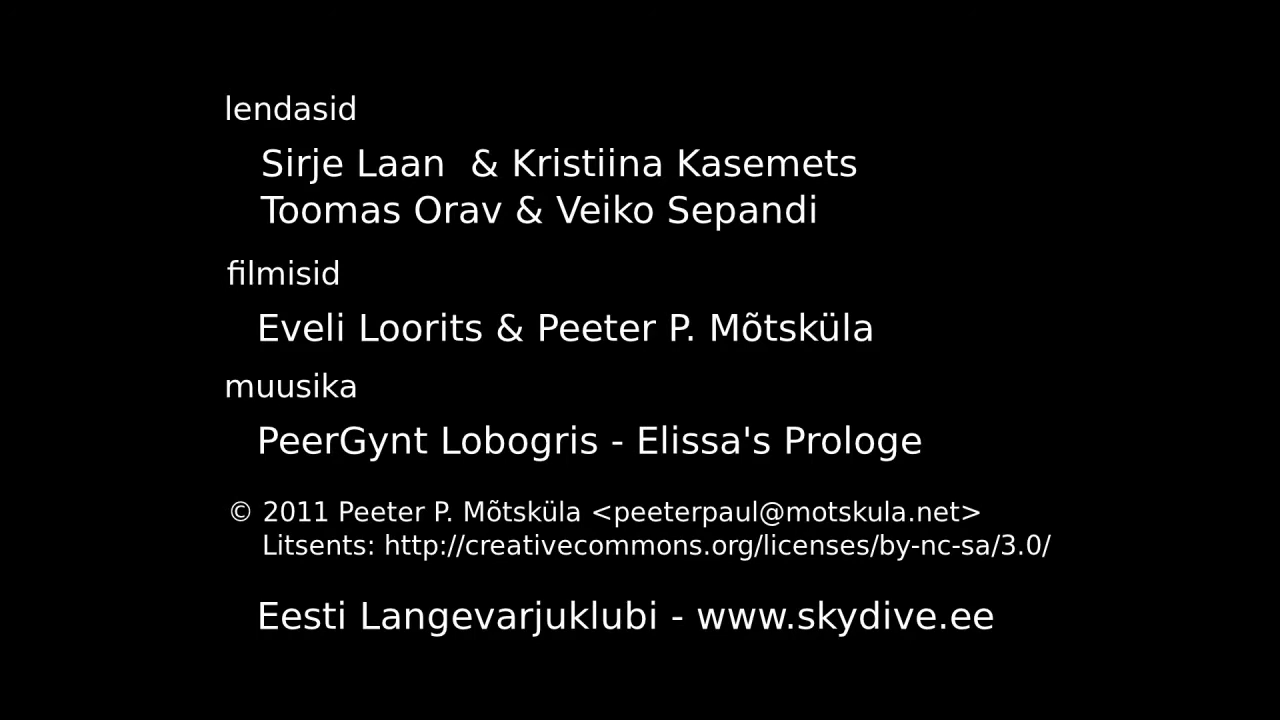 lendasid
Sirje Laan & Kristiina Kasemets
Toomas Orav & Veiko Sepandi
filmisid
Eveli Loorits & Peeter P. Mõtsküla
muusika
PeerGynt Lobogris - Elissa's Prologe
© 2011 Peeter P. Mõtsküla <peeterpaul@motskula.net>
Litsents: http://creativecommons.org/licenses/by-nc-sa/3.0/
Eesti Langevarjuklubi - www.skydive.ee